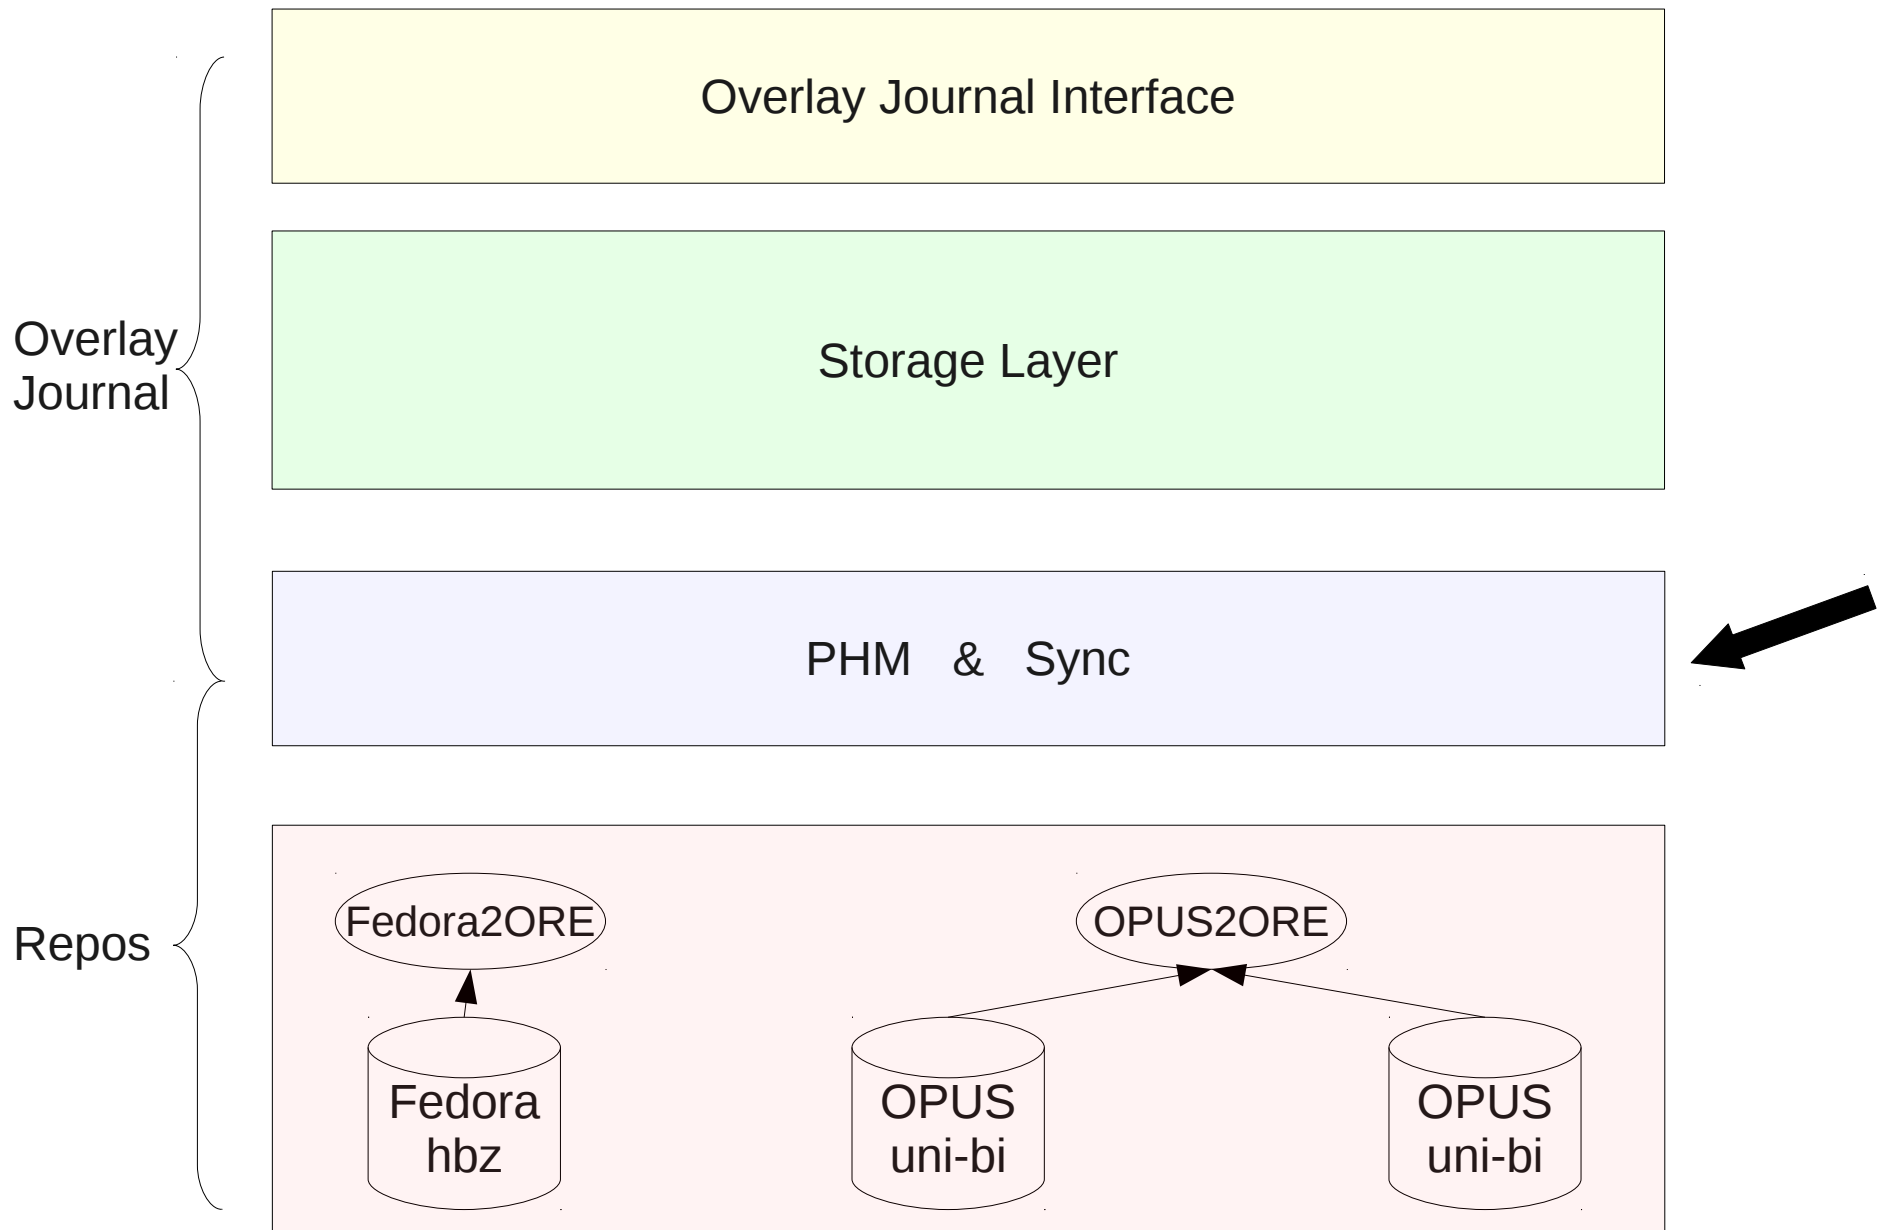 Overlay Journal Interface
Overlay
Journal
Storage Layer
PHM & Sync
Repos
Fedora2ORE
OPUS2ORE
Fedora
hbz
OPUS
uni-bi
OPUS
uni-bi